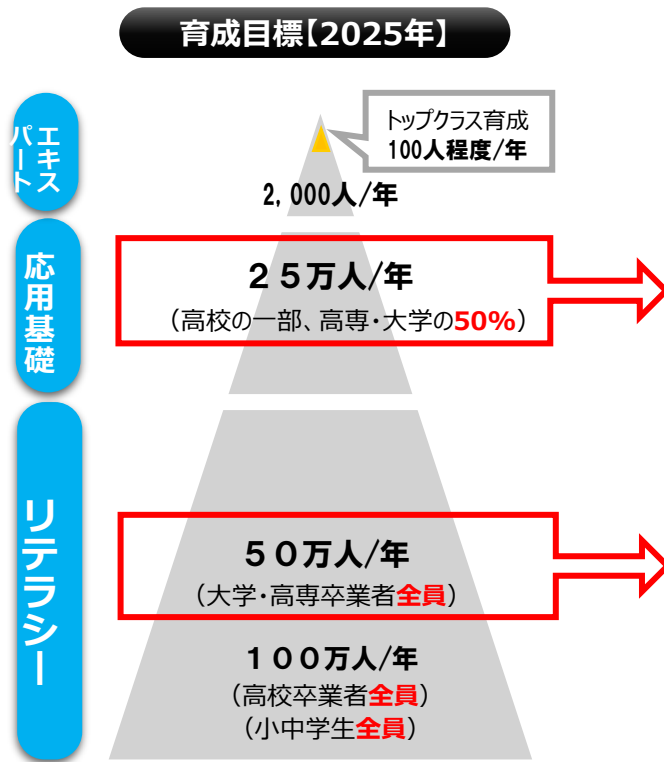 育成目標【2025年】
エキス
パート
トップクラス育成
100人程度/年
2,000人/年
応用基礎
２５万人/年
（高校の一部、高専・大学の50%）
リテラシー
５０万人/年
（大学・高専卒業者全員）
１００万人/年
（高校卒業者全員）
（小中学生全員）